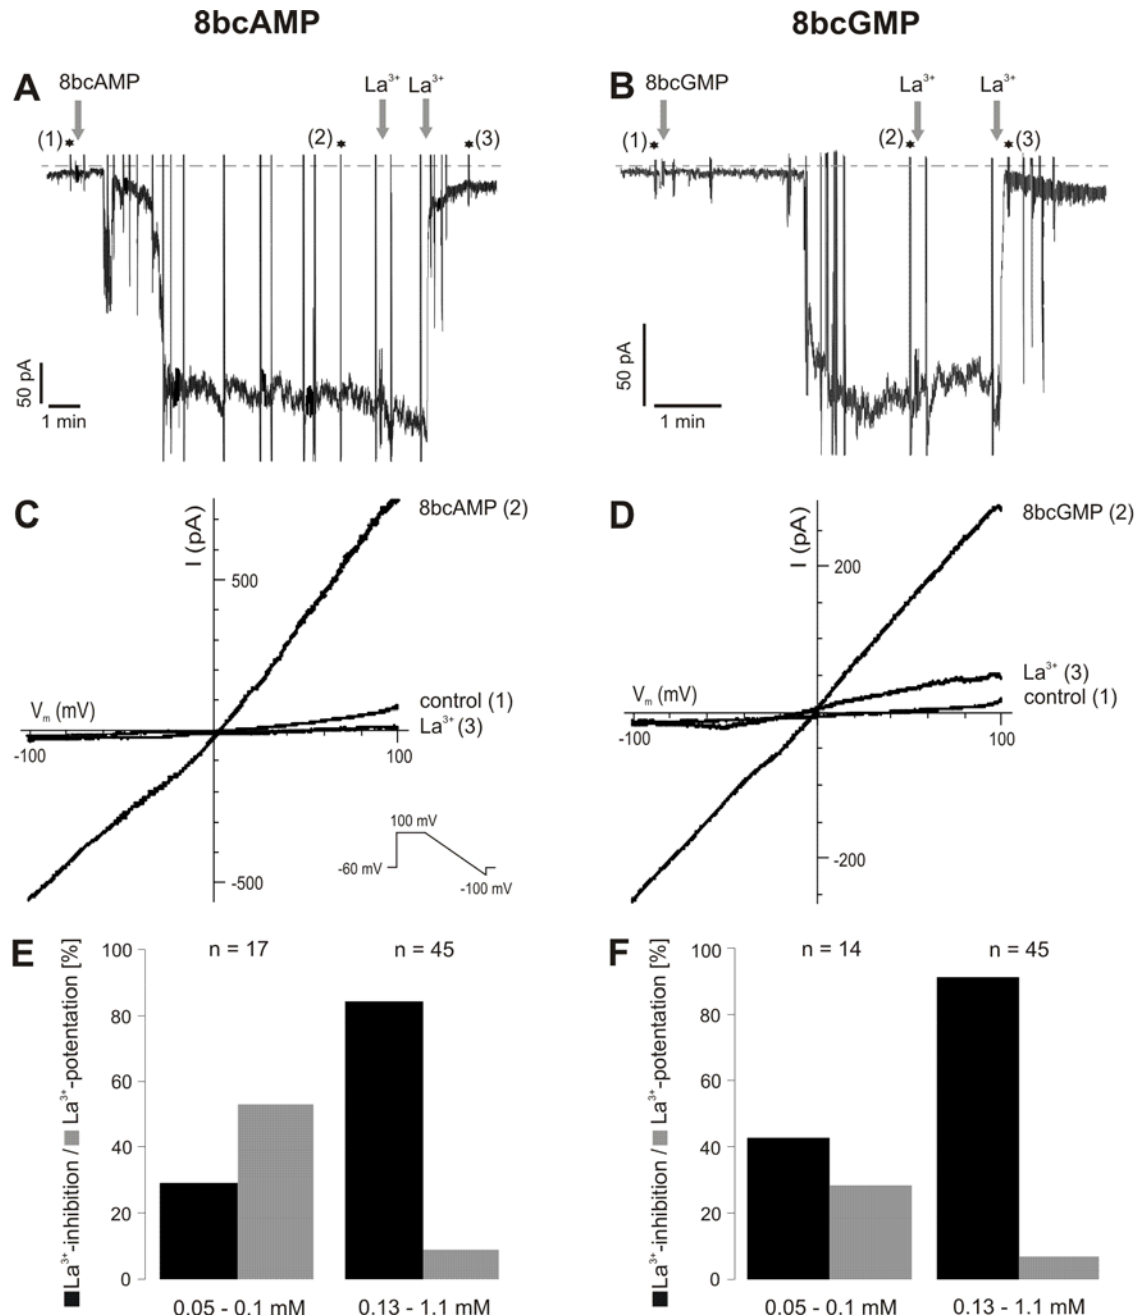 8bcAMP
8bcGMP
A
8bcAMP
La³⁺
La³⁺
(1)*
(2)*
*(3)
50 pA
1 min
B
8bcGMP
La³⁺
La³⁺
(1)*
(2)*
*(3)
50 pA
1 min
C
I (pA)
8bcAMP (2)
500
Vₘ (mV)
control (1)
La³⁺ (3)
-100
100
-500
100 mV
-60 mV
-100 mV
D
I (pA)
8bcGMP (2)
200
Vₘ (mV)
La³⁺ (3)
control (1)
-100
100
-200
E
La³⁺-inhibition / La³⁺-potentation [%]
100
80
60
40
20
0
n = 17
n = 45
0.05 - 0.1 mM
0.13 - 1.1 mM
F
La³⁺-inhibition / La³⁺-potentation [%]
100
80
60
40
20
0
n = 14
n = 45
0.05 - 0.1 mM
0.13 - 1.1 mM